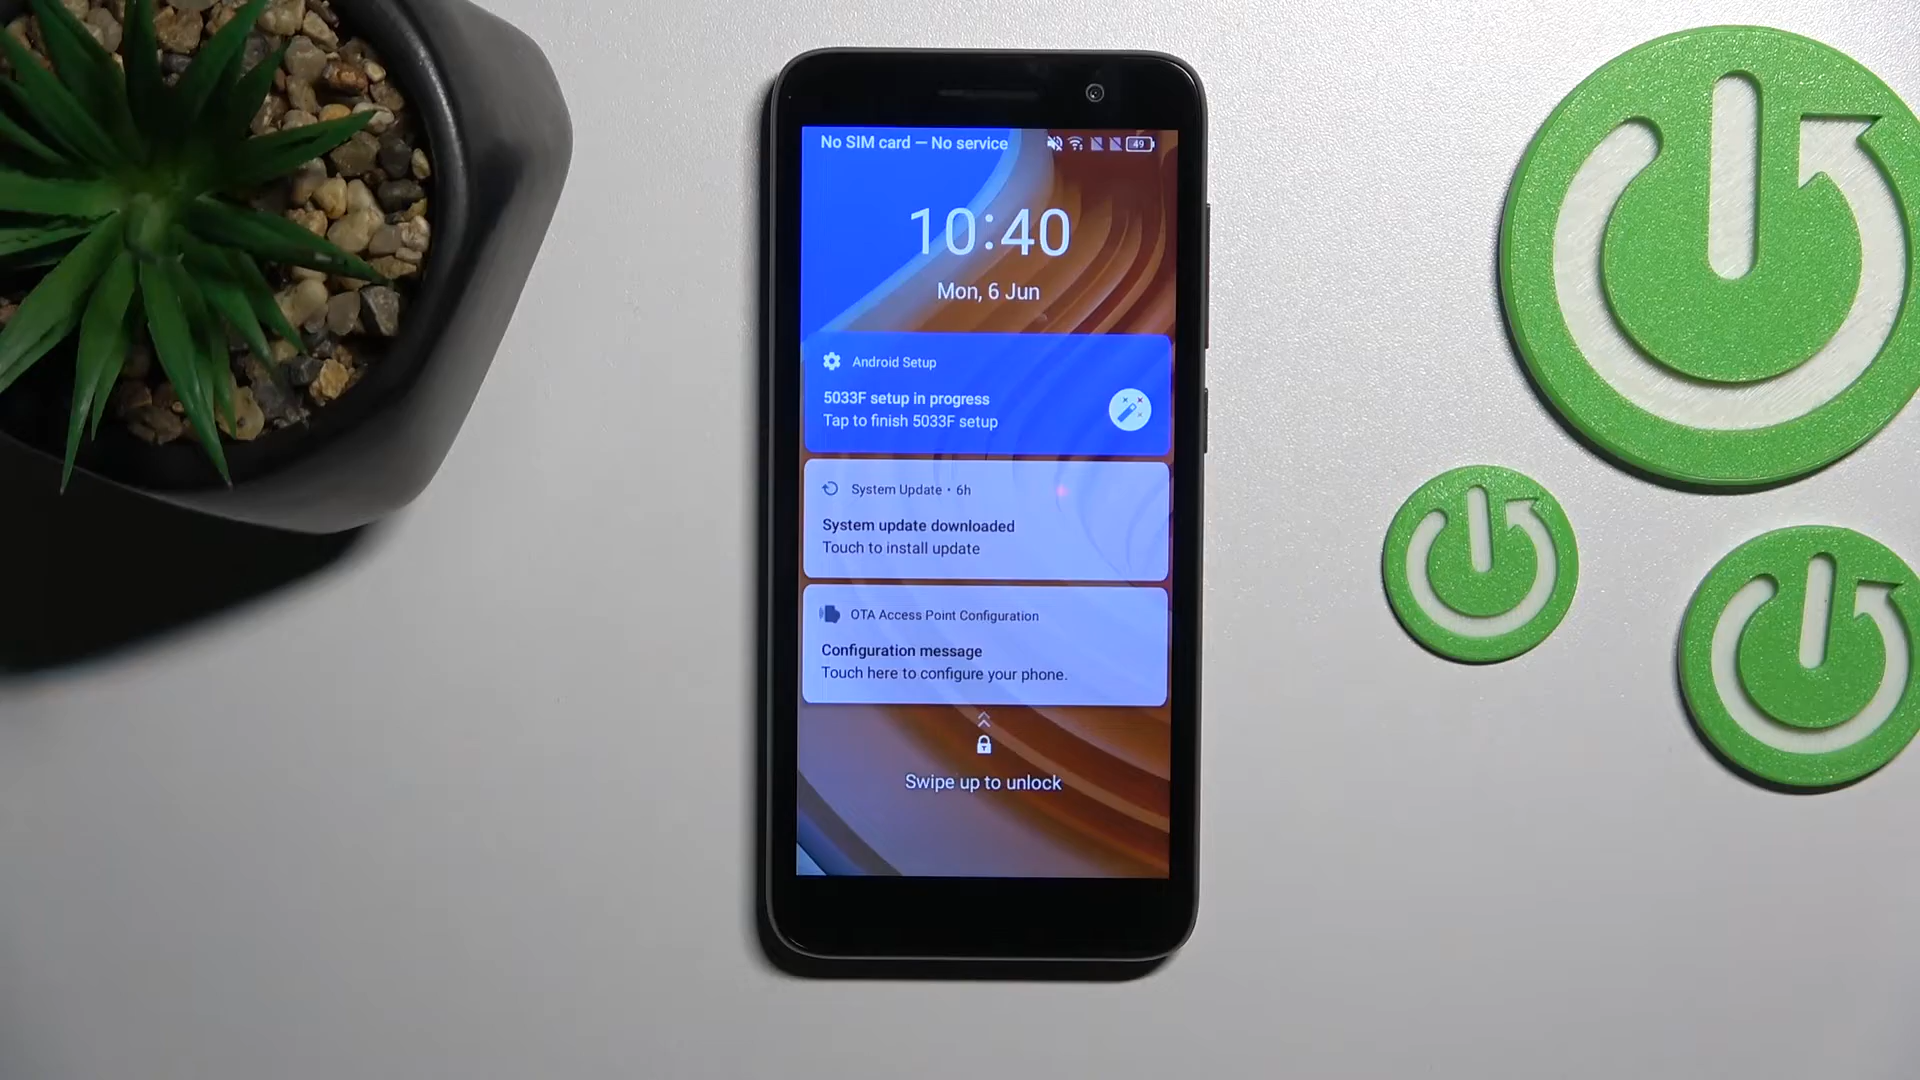 No SIM card — No service
49
10:40
Mon, 6 Jun
Android Setup
5033F setup in progress
Tap to finish 5033F setup
System Update • 6h
System update downloaded
Touch to install update
OTA Access Point Configuration
Configuration message
Touch here to configure your phone.
Swipe up to unlock